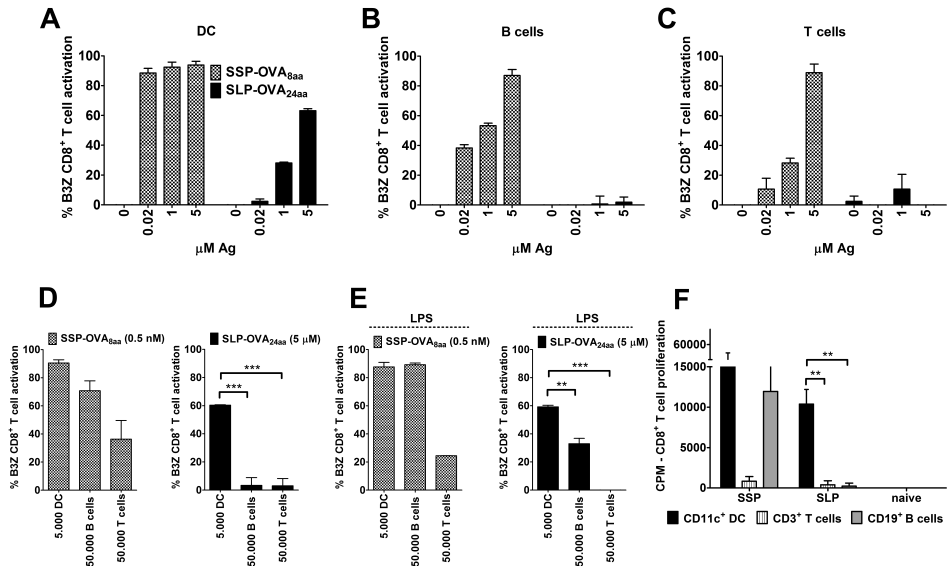 A
DC
% B3Z CD8+ T cell activation
100
80
60
40
20
0
SSP-OVA8aa
SLP-OVA24aa
0 0.02 1 5 0 0.02 1 5
μM Ag
B
B cells
% B3Z CD8+ T cell activation
100
80
60
40
20
0
0 0.02 1 5 0 0.02 1 5
μM Ag
C
T cells
% B3Z CD8+ T cell activation
100
80
60
40
20
0
0 0.02 1 5 0 0.02 1 5
μM Ag
D
SSP-OVA8aa (0.5 nM)
% B3Z CD8+ T cell activation
100
80
60
40
20
0
5.000 DC
50.000 B cells
50.000 T cells
SLP-OVA24aa (5 μM)
% B3Z CD8+ T cell activation
100
80
60
40
20
0
***
***
5.000 DC
50.000 B cells
50.000 T cells
E
LPS
SSP-OVA8aa (0.5 nM)
% B3Z CD8+ T cell activation
100
80
60
40
20
0
5.000 DC
50.000 B cells
50.000 T cells
LPS
SLP-OVA24aa (5 μM)
% B3Z CD8+ T cell activation
100
80
60
40
20
0
***
**
5.000 DC
50.000 B cells
50.000 T cells
F
CPM - CD8+ T cell proliferation
60000
30000
15000
10000
5000
0
**
**
SSP SLP naive
CD11c+ DC CD3+ T cells CD19+ B cells